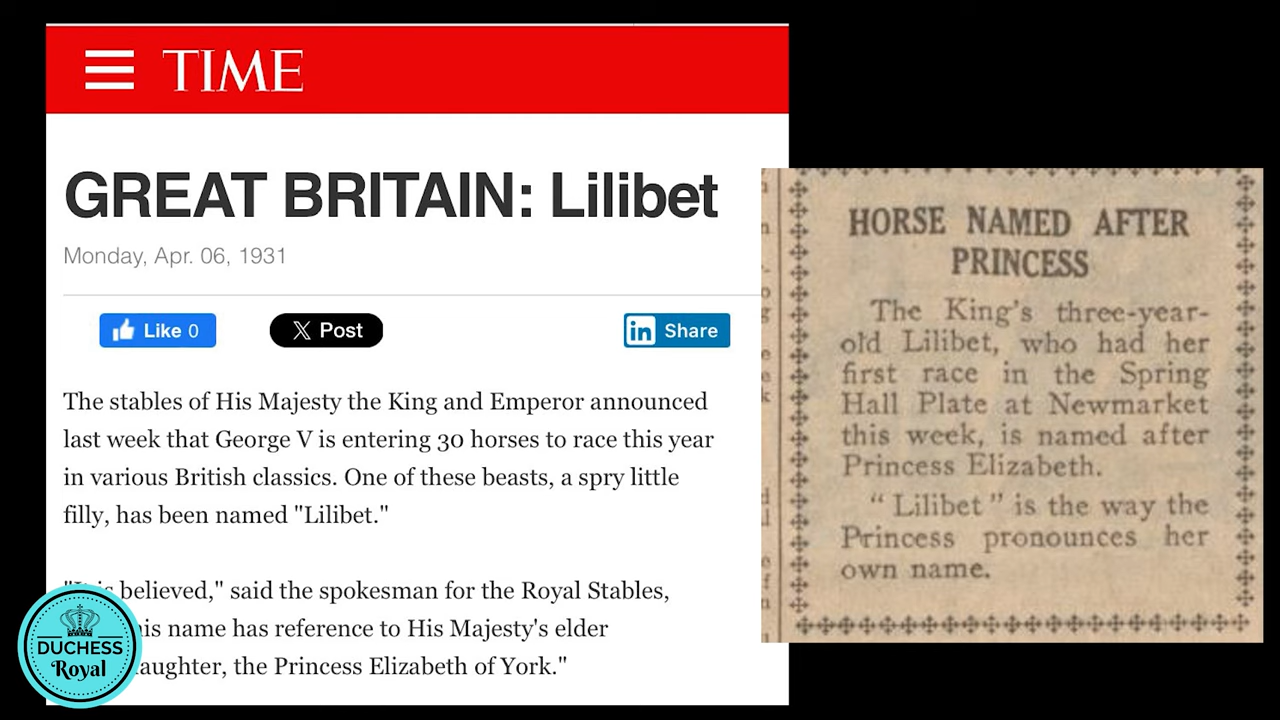 TIME
GREAT BRITAIN: Lilibet
Monday, Apr. 06, 1931
Like 0
X Post
in Share
The stables of His Majesty the King and Emperor announced
last week that George V is entering 30 horses to race this year
in various British classics. One of these beasts, a spry little
filly, has been named "Lilibet."
believed," said the spokesman for the Royal Stables,
name has reference to His Majesty's elder
the Princess Elizabeth of York."
HORSE NAMED AFTER
PRINCESS
The King's three-year-
old Lilibet, who had her
first race in the Spring
Hall Plate at Newmarket
this week, is named after
Princess Elizabeth.
"Lilibet" is the way the
Princess pronounces her
own name.
DUCHESS
Royal